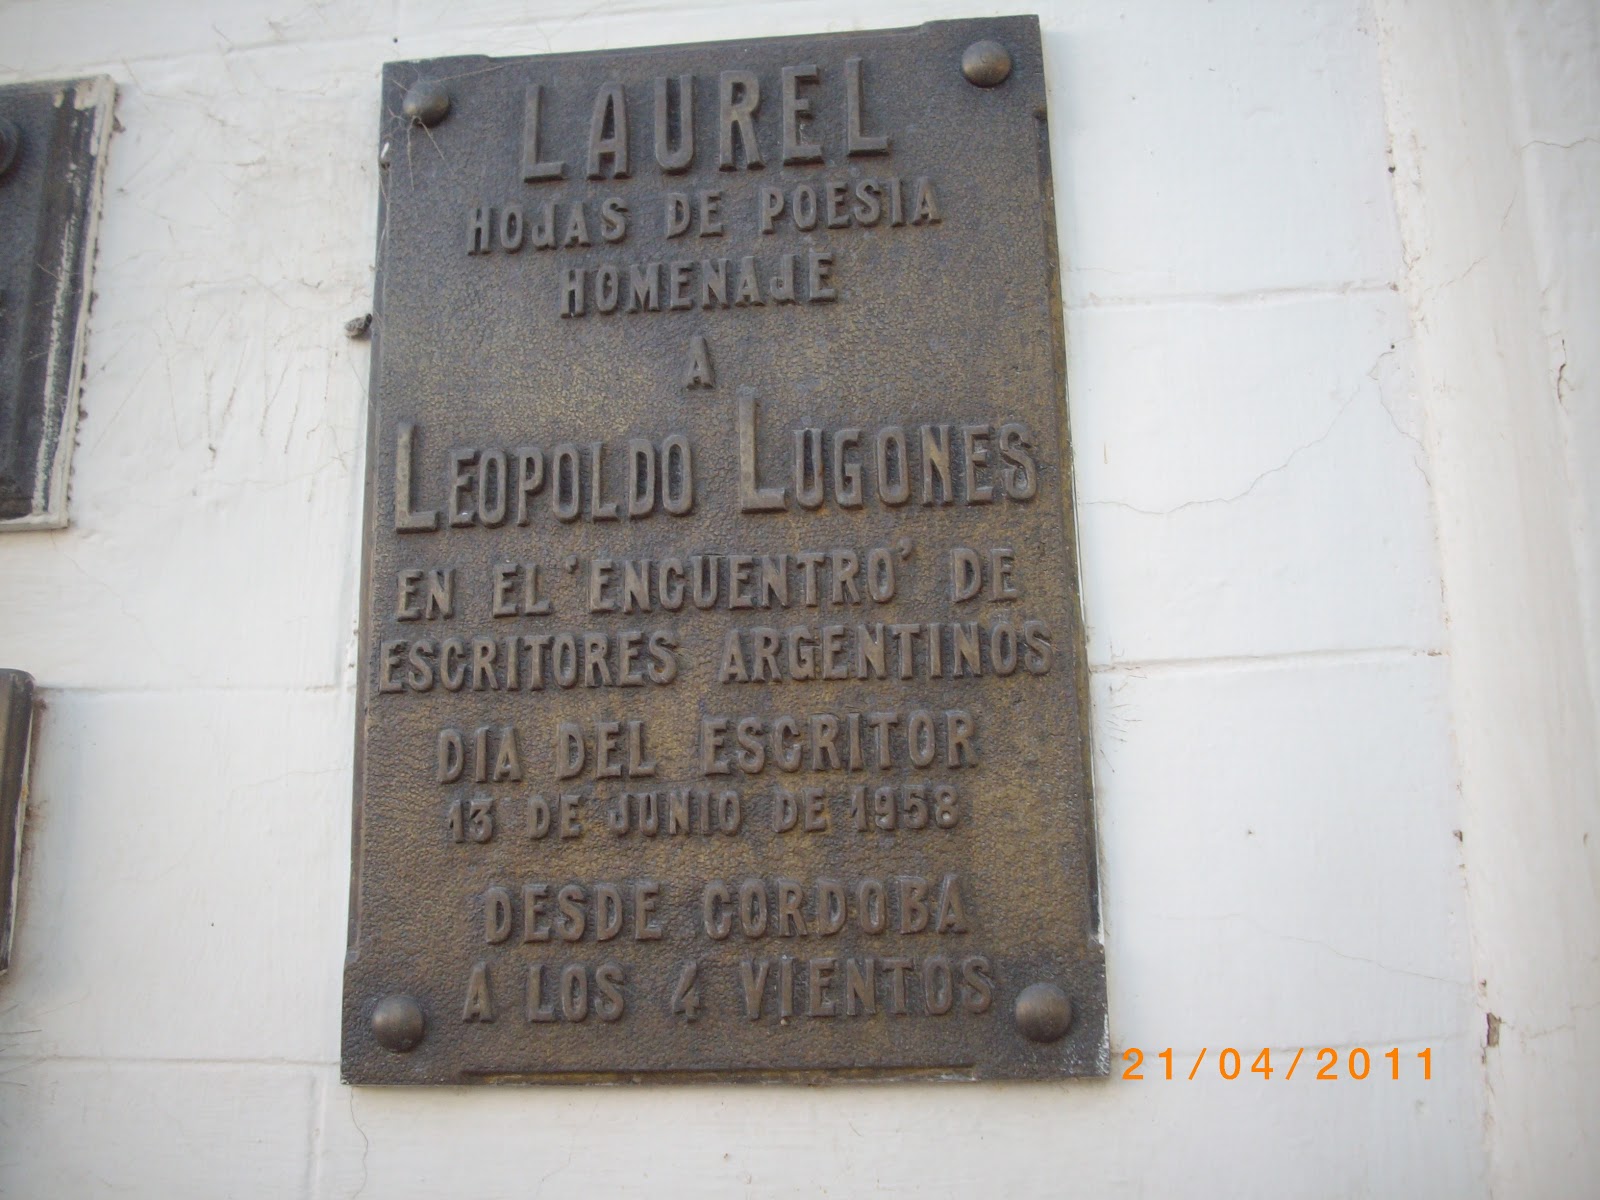 LAUREL
HOJAS DE POESIA
HOMENAJE
A
LEOPOLDO LUGONES
EN EL 'ENCUENTRO' DE
ESCRITORES ARGENTINOS
DIA DEL ESCRITOR
13 DE JUNIO DE 1958
DESDE CORDOBA
A LOS 4 VIENTOS
21/04/2011